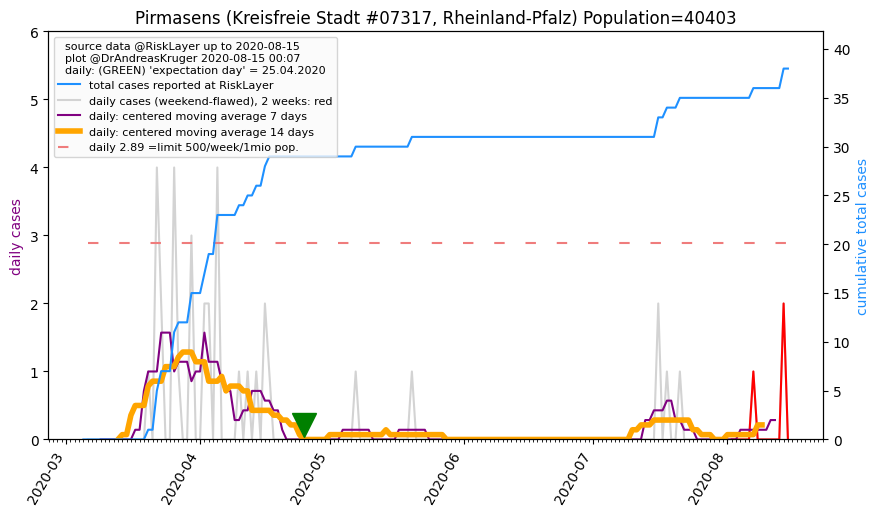 Pirmasens (Kreisfreie Stadt #07317, Rheinland-Pfalz) Population=40403
source data @RiskLayer up to 2020-08-15
plot @DrAndreasKruger 2020-08-15 00:07
daily: (GREEN) 'expectation day' = 25.04.2020
total cases reported at RiskLayer
daily cases (weekend-flawed), 2 weeks: red
daily: centered moving average 7 days
daily: centered moving average 14 days
daily 2.89 =limit 500/week/1mio pop.
daily cases
6
5
4
3
2
1
0
cumulative total cases
40
35
30
25
20
15
10
5
0
2020-03
2020-04
2020-05
2020-06
2020-07
2020-08